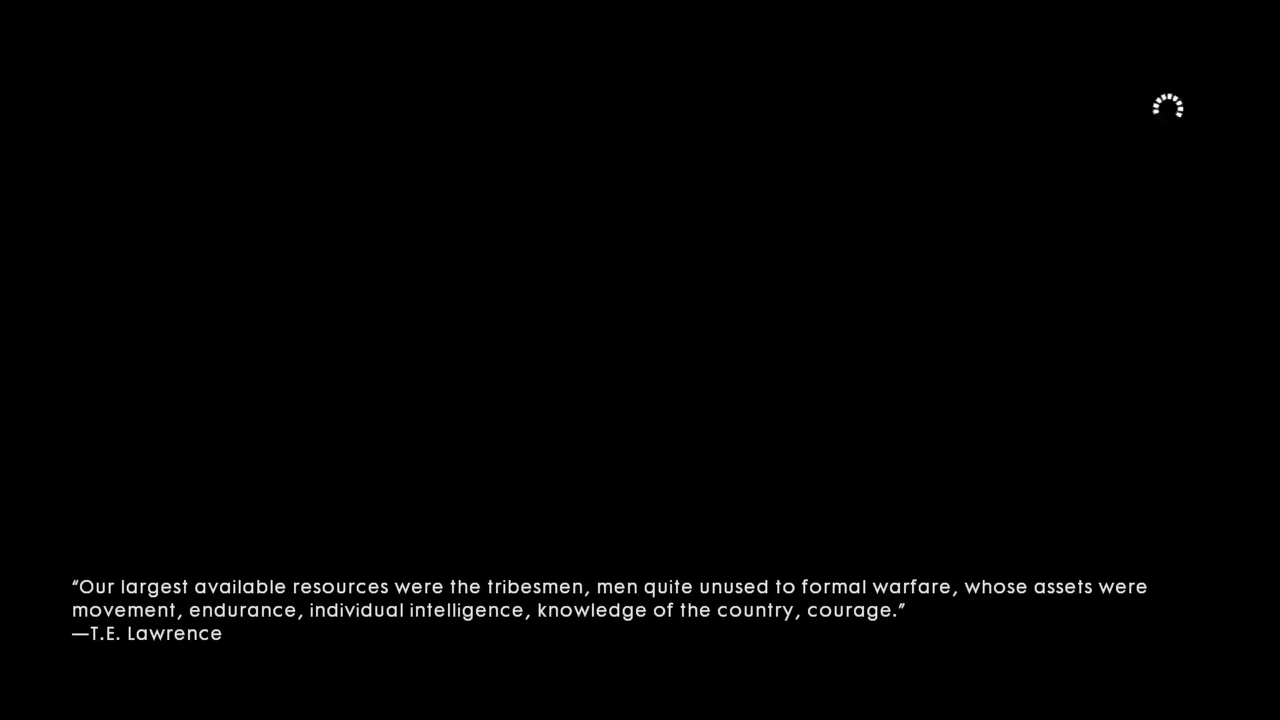 “Our largest available resources were the tribesmen, men quite unused to formal warfare, whose assets were
movement, endurance, individual intelligence, knowledge of the country, courage.”
—T.E. Lawrence